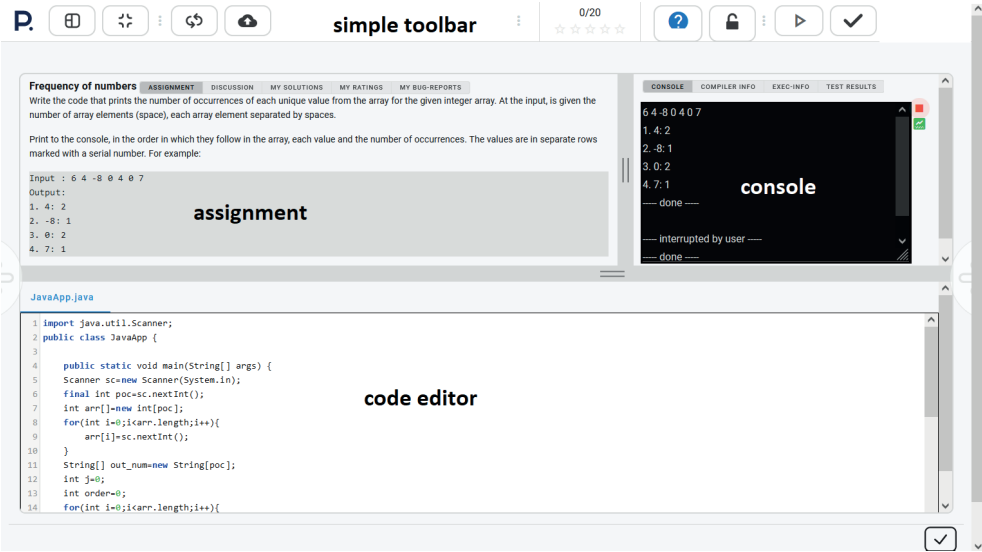 P.
simple toolbar
0/20
Frequency of numbers ASSIGNMENT DISCUSSION MY SOLUTIONS MY RATINGS MY BUG-REPORTS
Write the code that prints the number of occurrences of each unique value from the array for the given integer array. At the input, is given the
number of array elements (space), each array element separated by spaces.
Print to the console, in the order in which they follow in the array, each value and the number of occurrences. The values are in separate rows
marked with a serial number. For example:
Input : 6 4 -8 0 4 0 7
Output:
1. 4: 2
2. -8: 1
3. 0: 2
4. 7: 1
assignment
CONSOLE COMPILER INFO EXEC-INFO TEST RESULTS
6 4 -8 0 4 0 7
1. 4: 2
2. -8: 1
3. 0: 2
4. 7: 1
----- done -----
----- interrupted by user -----
----- done -----
console
JavaApp.java
1 import java.util.Scanner;
2 public class JavaApp {
3
4 public static void main(String[] args) {
5 Scanner sc=new Scanner(System.in);
6 final int poc=sc.nextInt();
7 int arr[]=new int[poc];
8 for(int i=0;i<arr.length;i++){
9 arr[i]=sc.nextInt();
10 }
11 String[] out_num=new String[poc];
12 int j=0;
13 int order=0;
14 for(int i=0;i<arr.length;i++){
code editor